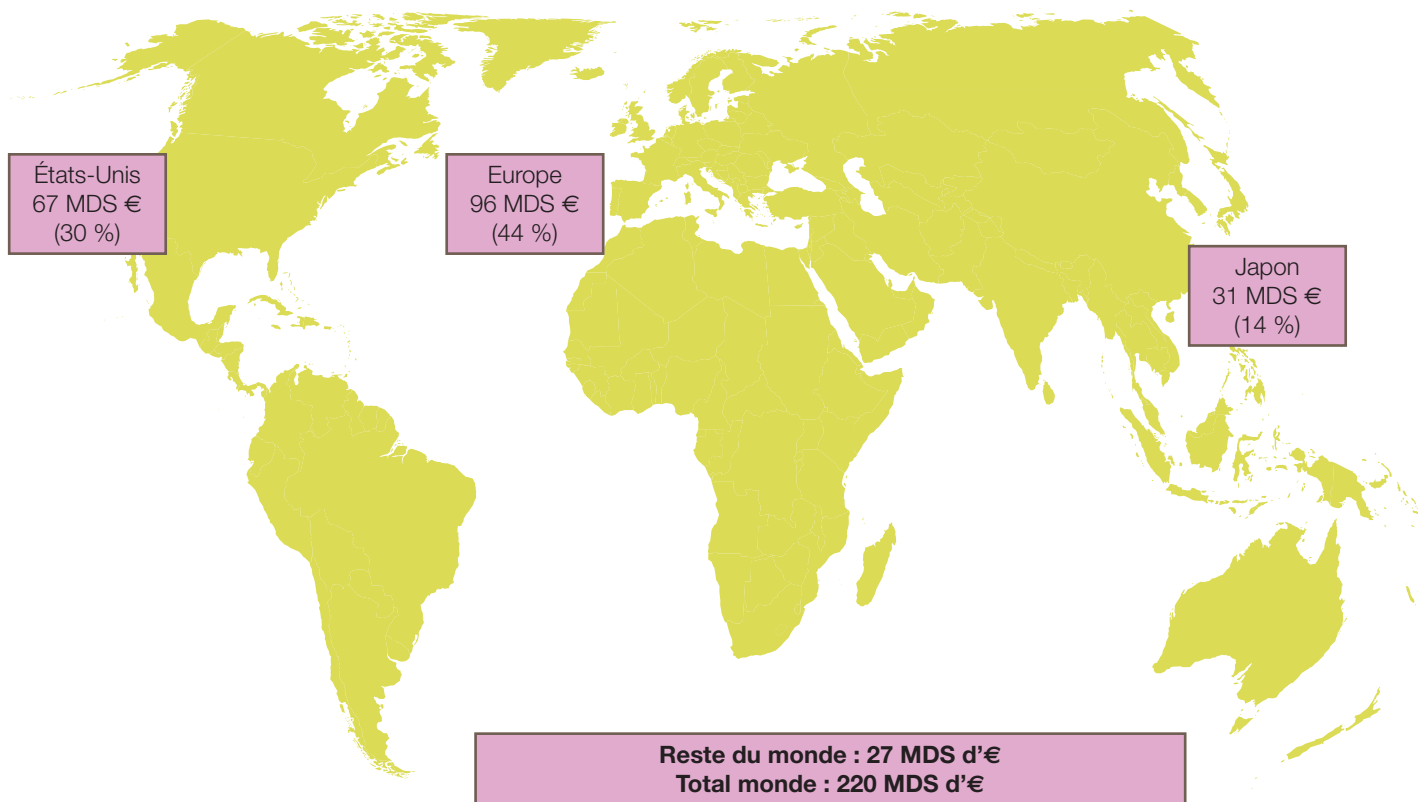 États-Unis
67 MDS €
(30 %)
Europe
96 MDS €
(44 %)
Japon
31 MDS €
(14 %)
Reste du monde : 27 MDS d’€
Total monde : 220 MDS d’€